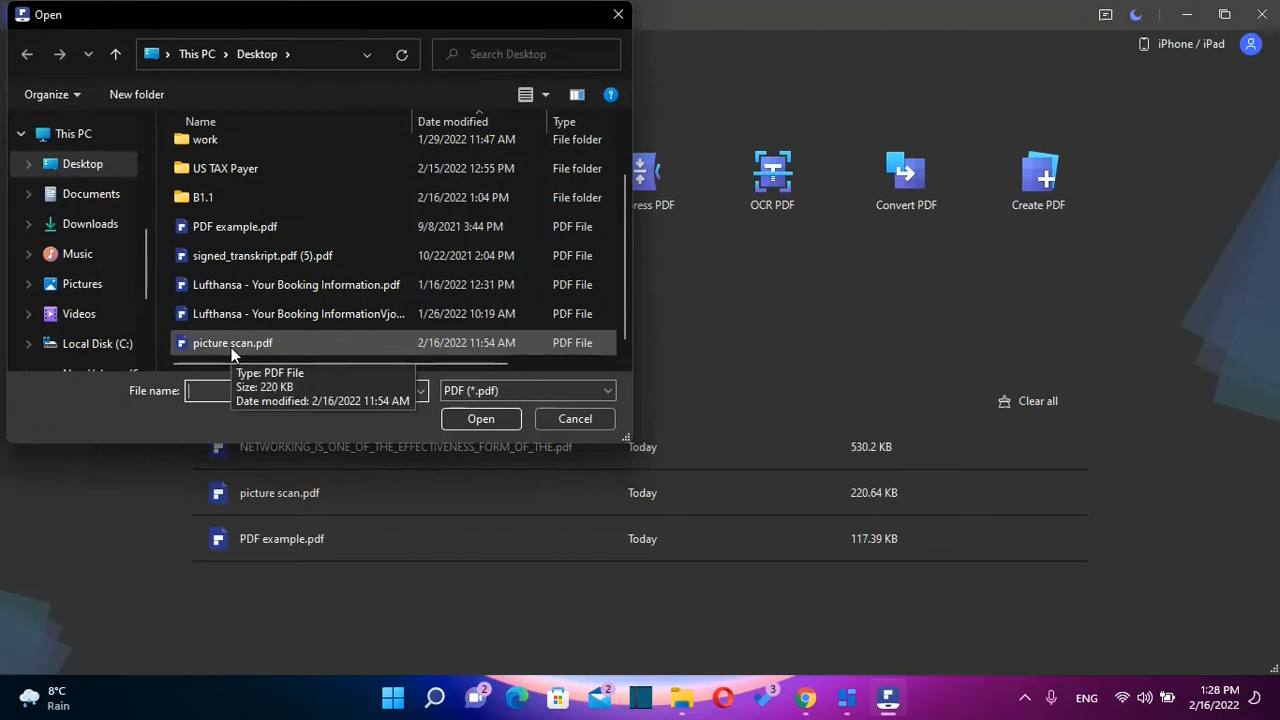 Open
iPhone / iPad
This PC
Desktop
Search Desktop
Organize
New folder
Name
Date modified
Type
This PC
Desktop
Documents
Downloads
Music
Pictures
Videos
Local Disk (C:)
work 1/29/2022 11:47 AM File folder
US TAX Payer 2/15/2022 12:55 PM File folder
B1.1 2/16/2022 1:04 PM File folder
PDF example.pdf 9/8/2021 3:44 PM PDF File
signed_transkript.pdf (5).pdf 10/22/2021 2:04 PM PDF File
Lufthansa - Your Booking Information.pdf 1/16/2022 12:31 PM PDF File
Lufthansa - Your Booking InformationVjo... 1/26/2022 10:19 AM PDF File
picture scan.pdf 2/16/2022 11:54 AM PDF File
Type: PDF File
Size: 220 KB
Date modified: 2/16/2022 11:54 AM
File name:
PDF (*.pdf)
Open
Cancel
ress PDF
OCR PDF
Convert PDF
Create PDF
Clear all
NETWORKING_IS_ONE_OF_THE_EFFECTIVENESS_FORM_OF_THE.pdf Today 530.2 KB
picture scan.pdf Today 220.64 KB
PDF example.pdf Today 117.39 KB
8°C
Rain
2
2
3
ENG
1:28 PM
2/16/2022